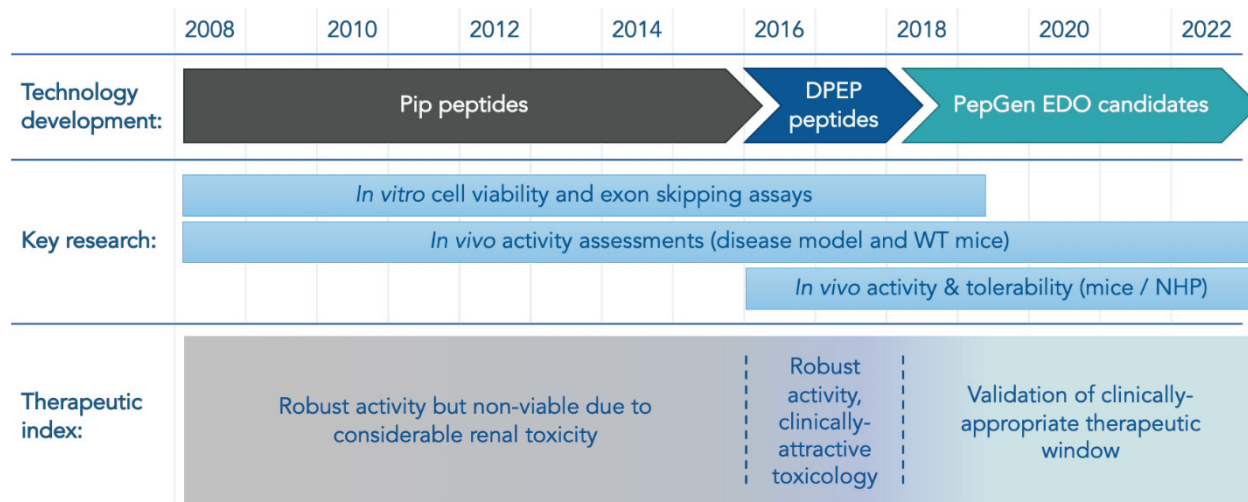 2008 2010 2012 2014 2016 2018 2020 2022
Technology
development:
Pip peptides
DPEP
peptides
PepGen EDO candidates
Key research:
In vitro cell viability and exon skipping assays
In vivo activity assessments (disease model and WT mice)
In vivo activity & tolerability (mice / NHP)
Therapeutic
index:
Robust activity but non-viable due to
considerable renal toxicity
Robust
activity,
clinically-
attractive
toxicology
Validation of clinically-
appropriate therapeutic
window